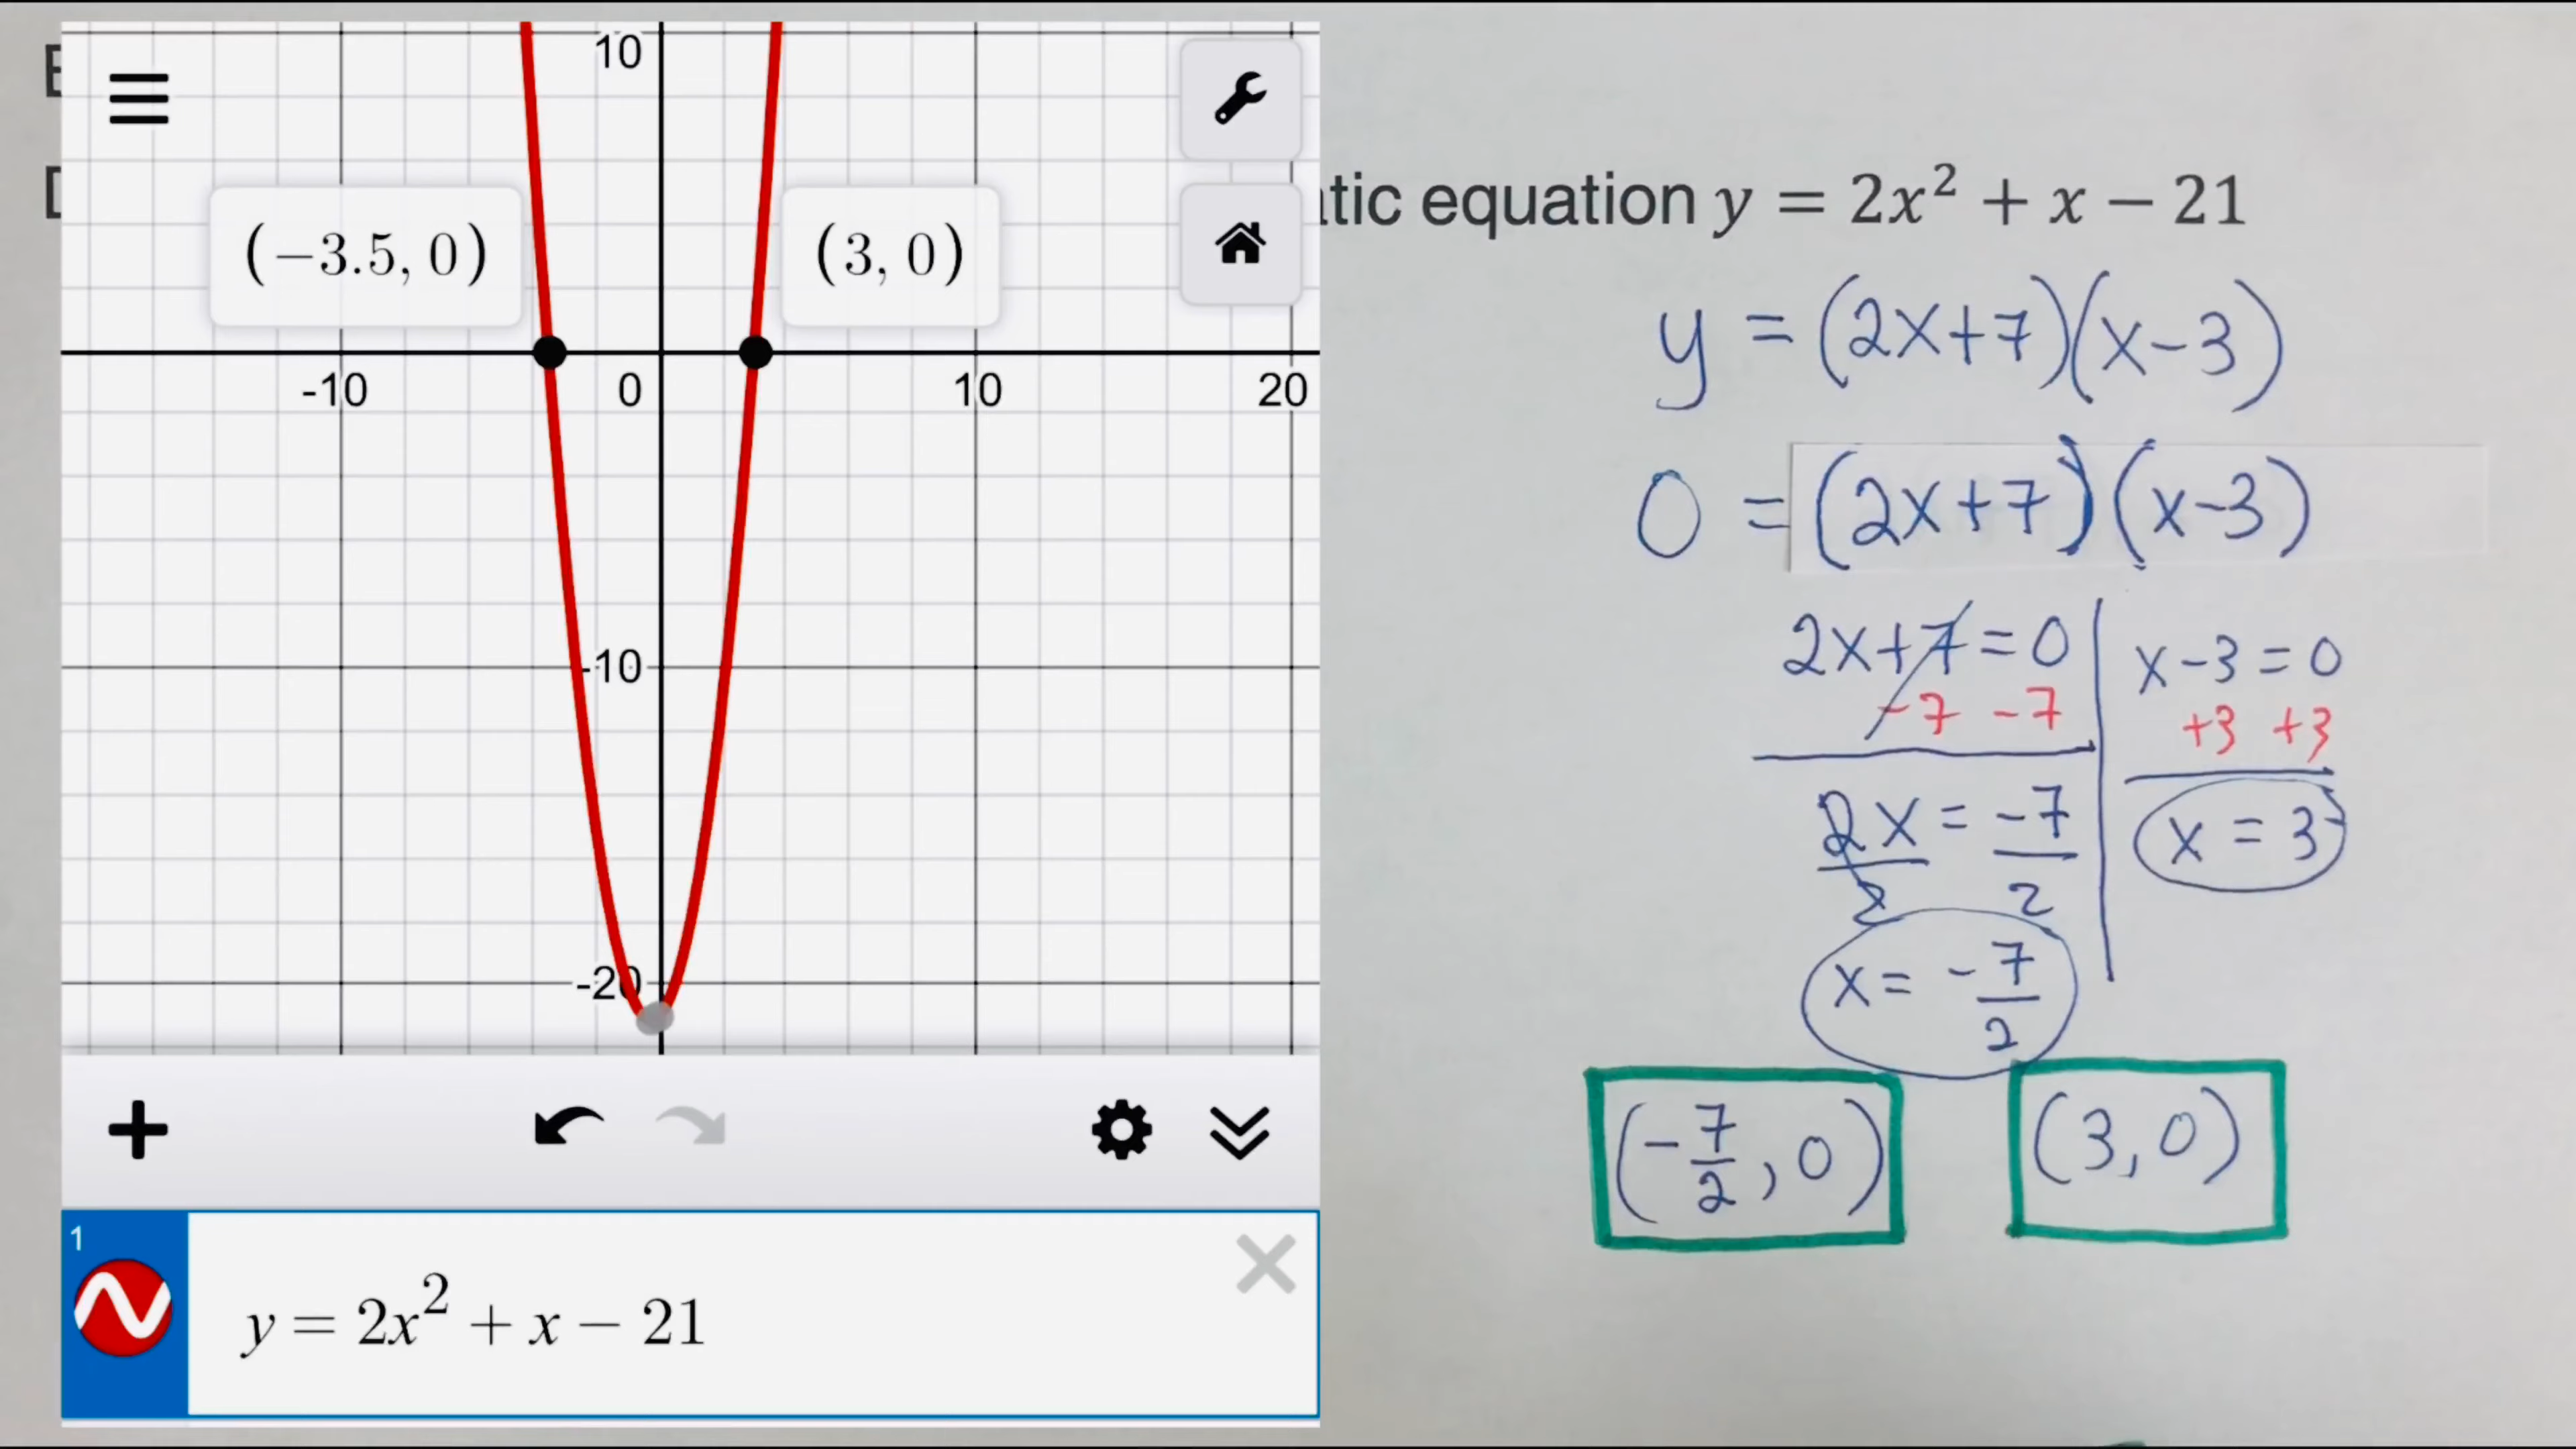 10
(−3.5, 0)
(3, 0)
-10
0
10
20
-10
-20
1
y = 2x² + x − 21
tic equation y = 2x² + x − 21
y = (2x+7)(x−3)
0 = (2x+7)(x−3)
2x+7=0
−7 −7
2x = −7
2 2
x = −7/2
x−3=0
+3 +3
x = 3
(−7/2, 0)
(3,0)